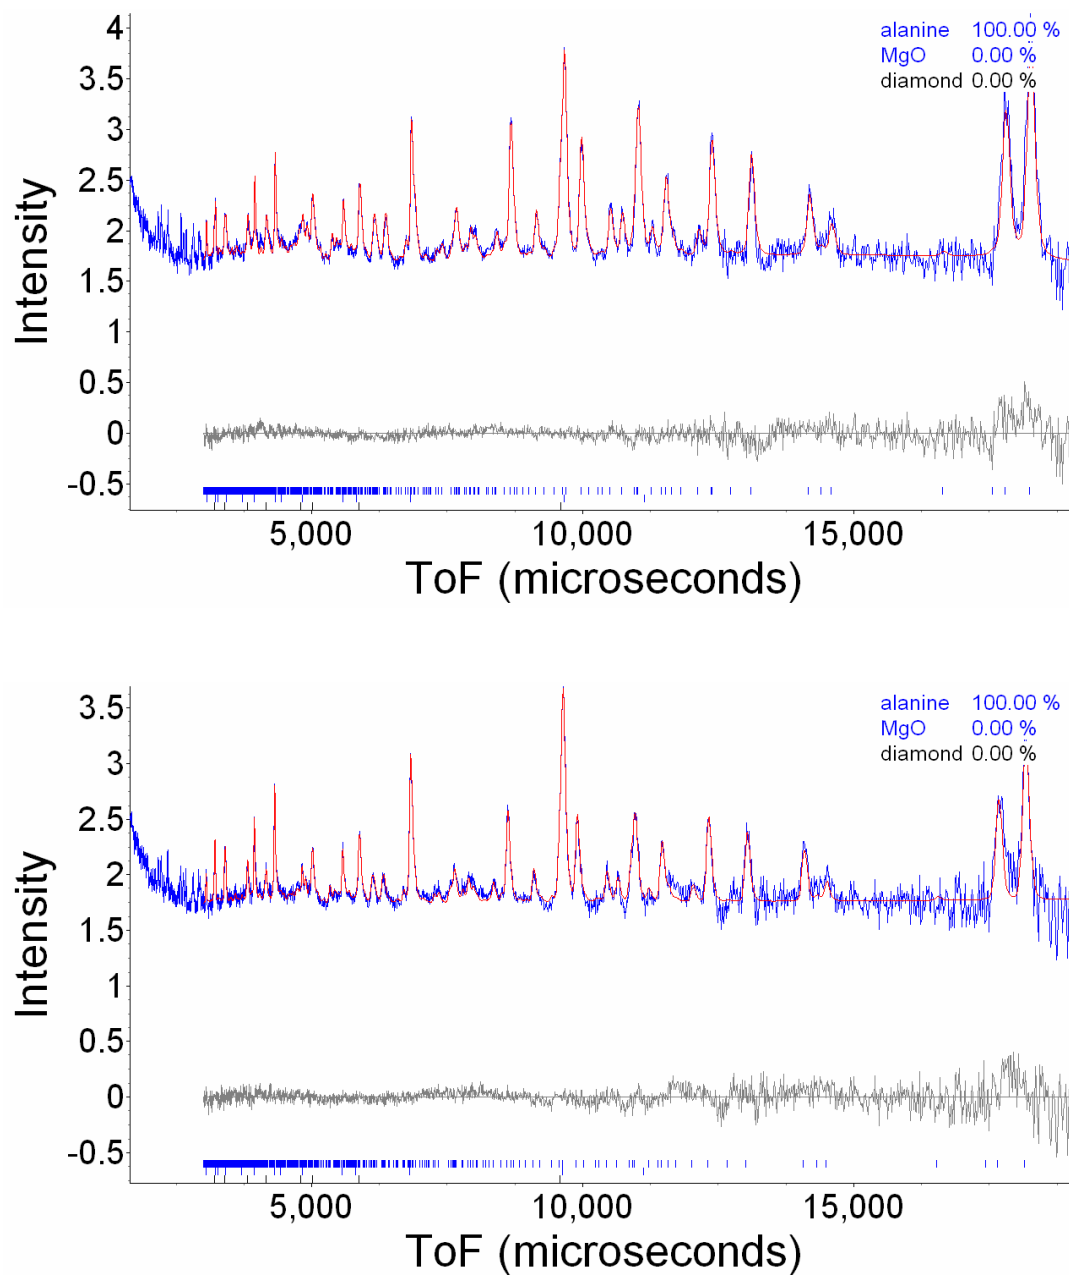 4
3.5
3
2.5
2
1.5
1
0.5
0
-0.5
Intensity
alanine 100.00 %
MgO 0.00 %
diamond 0.00 %
5,000 10,000 15,000
ToF (microseconds)
3.5
3
2.5
2
1.5
1
0.5
0
-0.5
Intensity
alanine 100.00 %
MgO 0.00 %
diamond 0.00 %
5,000 10,000 15,000
ToF (microseconds)